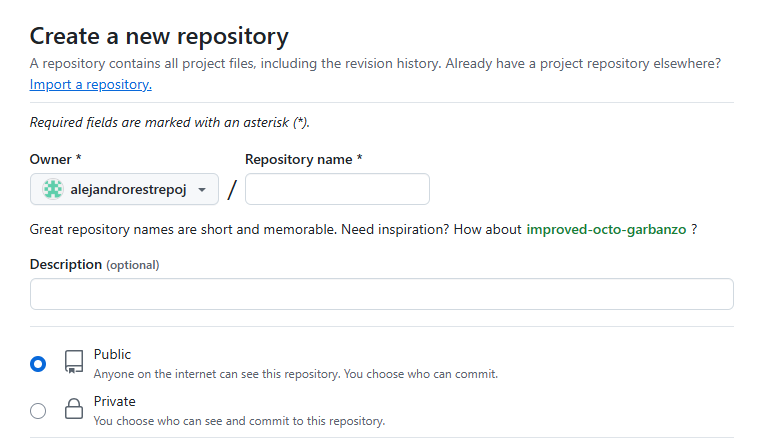 Create a new repository
A repository contains all project files, including the revision history. Already have a project repository elsewhere?
Import a repository.
Required fields are marked with an asterisk (*).
Owner *
Repository name *
alejandrorestrepoj
/
Great repository names are short and memorable. Need inspiration? How about improved-octo-garbanzo ?
Description (optional)
Public
Anyone on the internet can see this repository. You choose who can commit.
Private
You choose who can see and commit to this repository.